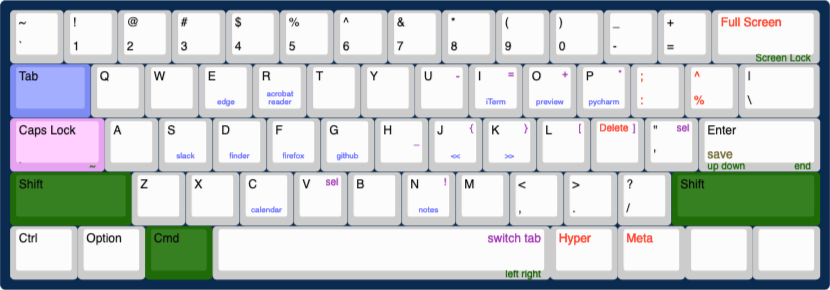 ~ ! @ # $ % ^ & * ( ) _ + Full Screen
` 1 2 3 4 5 6 7 8 9 0 - =
Screen Lock
Tab Q W E R T Y U - I = O + P * ; ^ |
edge acrobat reader iTerm preview pycharm : % \
Caps Lock A S D F G H _ J { K } L [ Delete ] " sel Enter
slack finder firefox github << >> ' save
` ~ up down end
Shift Z X C V sel B N ! M < > ? Shift
calendar notes , . /
Ctrl Option Cmd switch tab Hyper Meta
left right